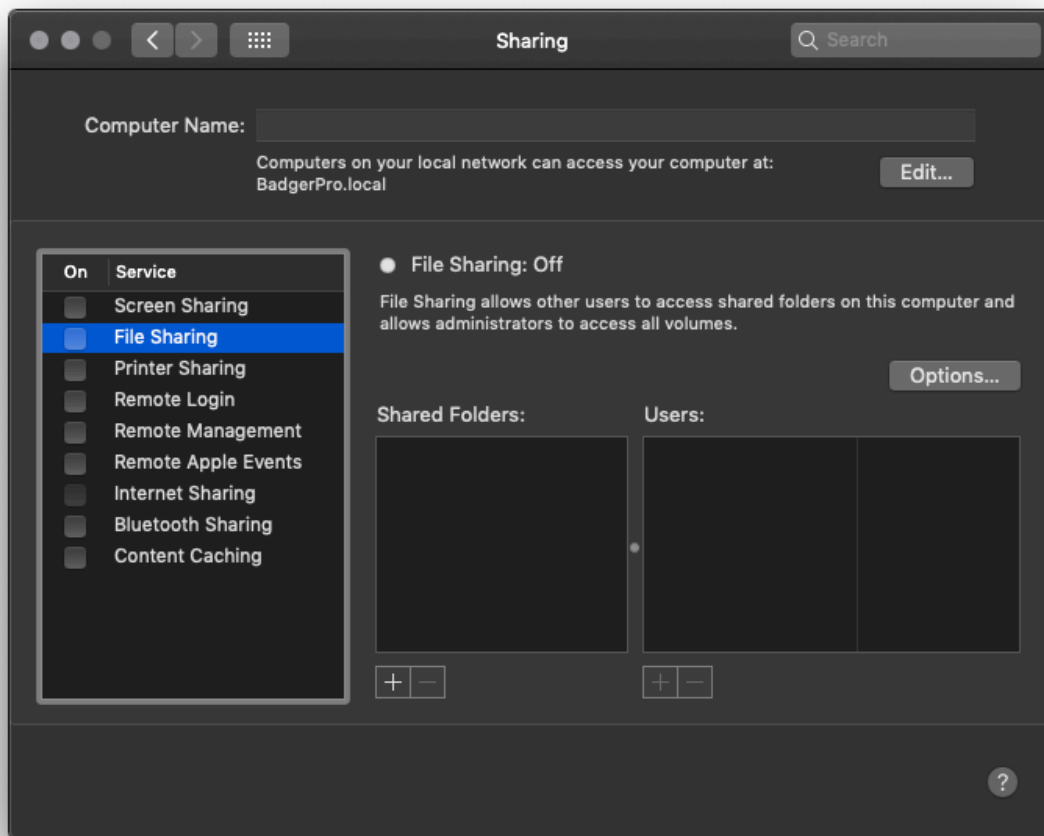 Sharing
Search
Computer Name:
Computers on your local network can access your computer at:
BadgerPro.local
Edit...
On Service
Screen Sharing
File Sharing
Printer Sharing
Remote Login
Remote Management
Remote Apple Events
Internet Sharing
Bluetooth Sharing
Content Caching
File Sharing: Off
File Sharing allows other users to access shared folders on this computer and
allows administrators to access all volumes.
Options...
Shared Folders:
Users:
+ −
+ −
?